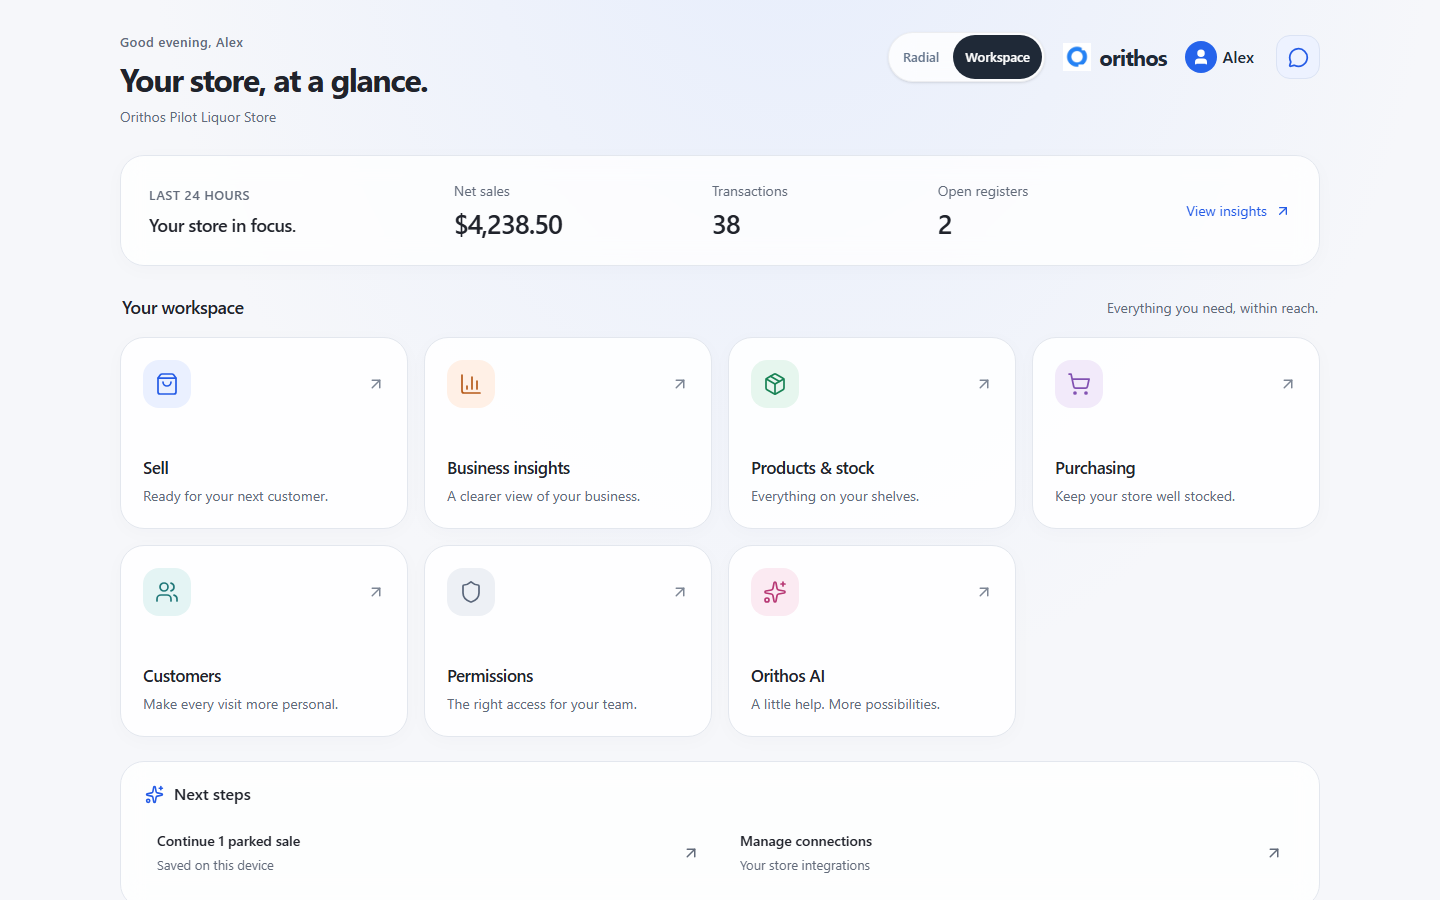 Good evening, Alex
Your store, at a glance.
Orithos Pilot Liquor Store
Radial
Workspace
orithos
Alex
LAST 24 HOURS
Your store in focus.
Net sales
$4,238.50
Transactions
38
Open registers
2
View insights
Your workspace
Everything you need, within reach.
Sell
Ready for your next customer.
Business insights
A clearer view of your business.
Products & stock
Everything on your shelves.
Purchasing
Keep your store well stocked.
Customers
Make every visit more personal.
Permissions
The right access for your team.
Orithos AI
A little help. More possibilities.
Next steps
Continue 1 parked sale
Saved on this device
Manage connections
Your store integrations